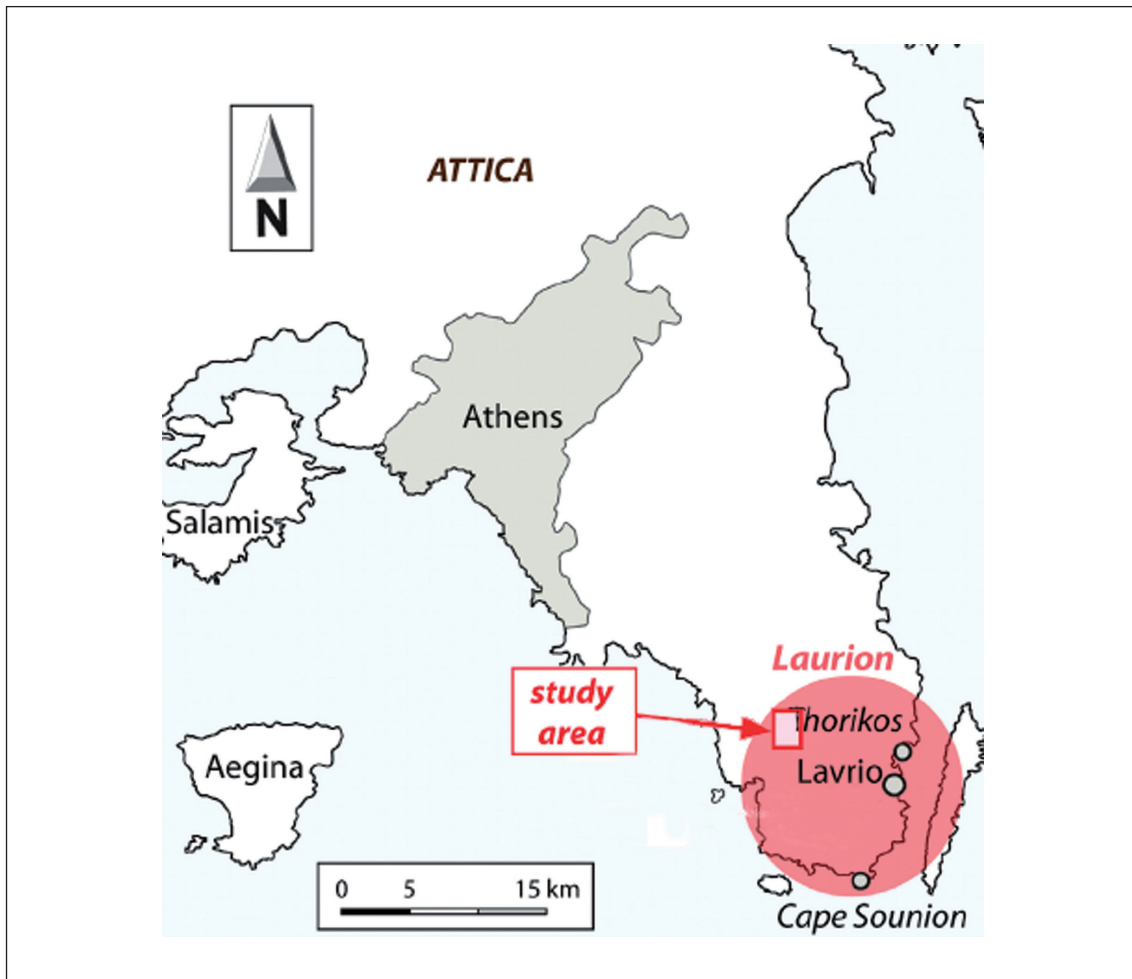 ATTICA
N
Athens
Salamis
Laurion
study
area
Thorikos
Aegina
Lavrio
0 5 15 km
Cape Sounion